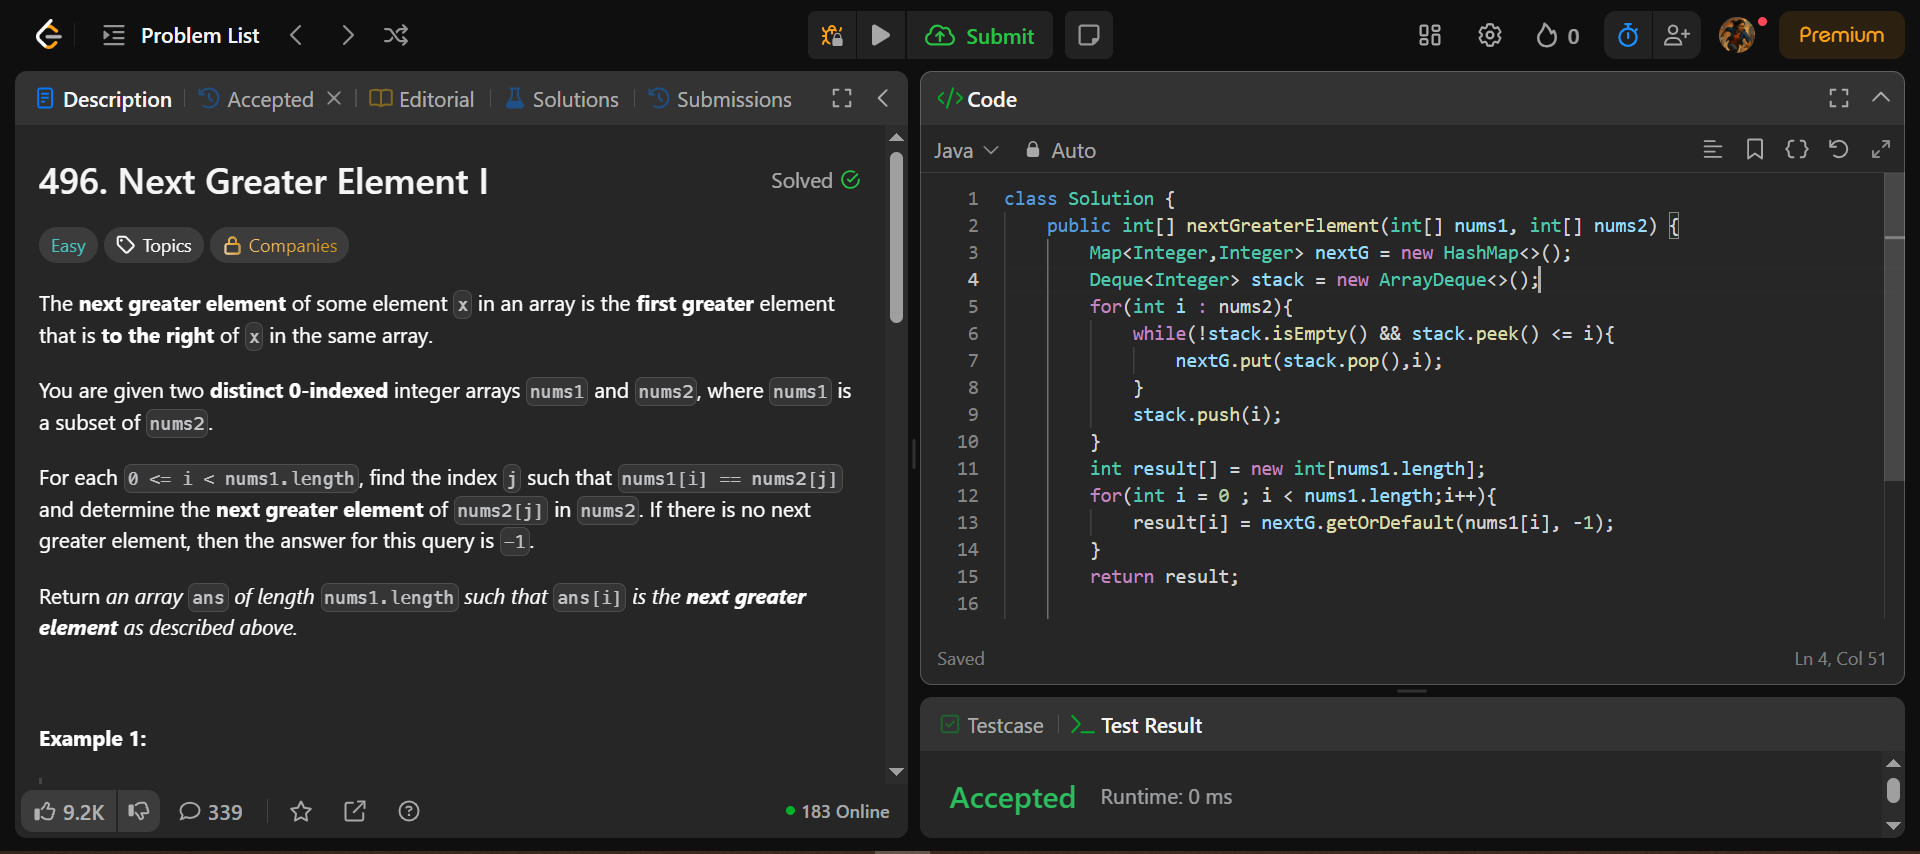 Problem List
Submit
0
Premium
Description
Accepted
Editorial
Solutions
Submissions
496. Next Greater Element I
Solved
Easy
Topics
Companies
The next greater element of some element x in an array is the first greater element
that is to the right of x in the same array.
You are given two distinct 0-indexed integer arrays nums1 and nums2, where nums1 is
a subset of nums2.
For each 0 <= i < nums1.length, find the index j such that nums1[i] == nums2[j]
and determine the next greater element of nums2[j] in nums2. If there is no next
greater element, then the answer for this query is -1.
Return an array ans of length nums1.length such that ans[i] is the next greater
element as described above.
Example 1:
9.2K
339
183 Online
</> Code
Java
Auto
1 class Solution {
2 public int[] nextGreaterElement(int[] nums1, int[] nums2) {
3 Map<Integer,Integer> nextG = new HashMap<>();
4 Deque<Integer> stack = new ArrayDeque<>();
5 for(int i : nums2){
6 while(!stack.isEmpty() && stack.peek() <= i){
7 nextG.put(stack.pop(),i);
8 }
9 stack.push(i);
10 }
11 int result[] = new int[nums1.length];
12 for(int i = 0 ; i < nums1.length;i++){
13 result[i] = nextG.getOrDefault(nums1[i], -1);
14 }
15 return result;
16
Saved
Ln 4, Col 51
Testcase
Test Result
Accepted
Runtime: 0 ms